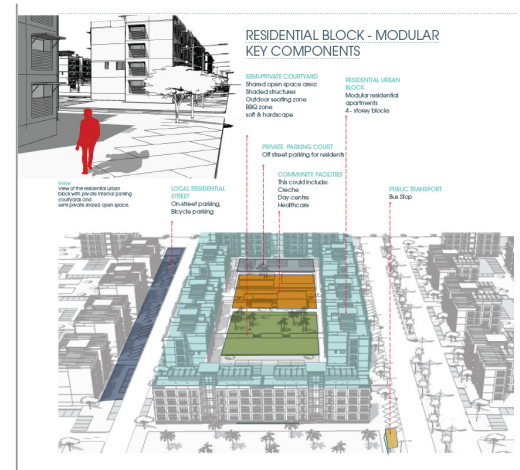 RESIDENTIAL BLOCK - MODULAR
KEY COMPONENTS
SEMI-PRIVATE COURTYARD
Shared open space area:
Shaded structures
Outdoor seating zone
BBQ zone
soft & hardscape
RESIDENTIAL URBAN
BLOCK
Modular residential
apartments
4 - storey blocks
PRIVATE PARKING COURT
Off street parking for residents
COMMUNITY FACILITIES
This could include:
Creche
Day centre
Healthcare
Below
View of the residential urban
block with private internal parking
courtyard and
semi private shared open space.
LOCAL RESIDENTIAL
STREET
On-street parking,
Bicycle parking
PUBLIC TRANSPORT
Bus Stop